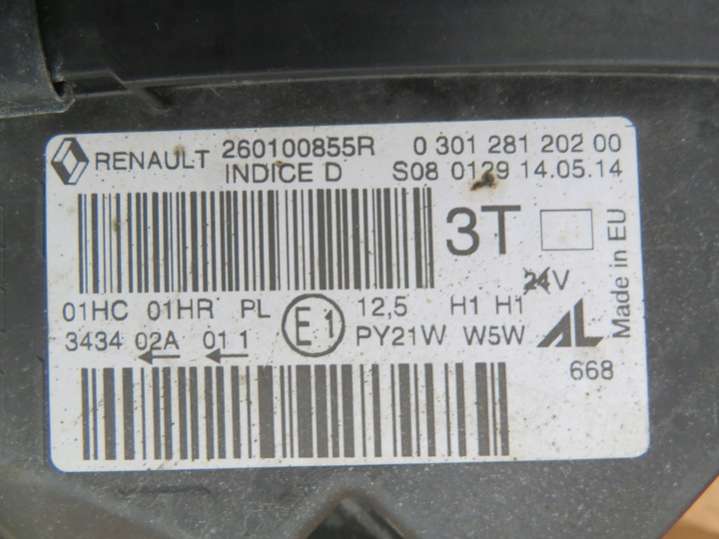 RENAULT 260100855R 0 301 281 202 00
INDICE D S08 0129 14.05.14
3T
24V
01HC 01HR PL E1 12,5 H1 H1
3434 02A 01 1 PY21W W5W AL
668
Made in EU